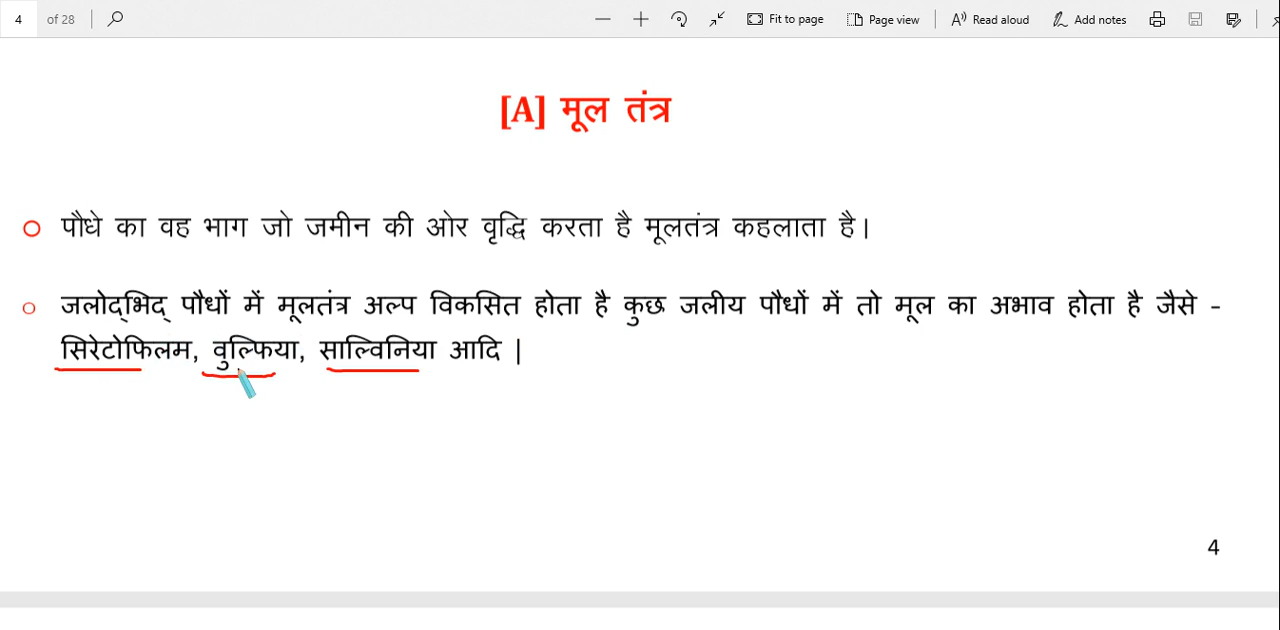 4 of 28 Fit to page Page view Read aloud Add notes
[A] मूल तंत्र
पौधे का वह भाग जो जमीन की ओर वृद्धि करता है मूलतंत्र कहलाता है।
जलोद्भिद् पौधों में मूलतंत्र अल्प विकसित होता है कुछ जलीय पौधों में तो मूल का अभाव होता है जैसे -
सिरेटोफिलम, वुल्फिया, साल्विनिया आदि |
4